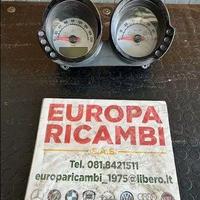 EUROPA
RICAMBI
S.A.S.
Tel. 081.8421511
europaricambi_1975@libero.it